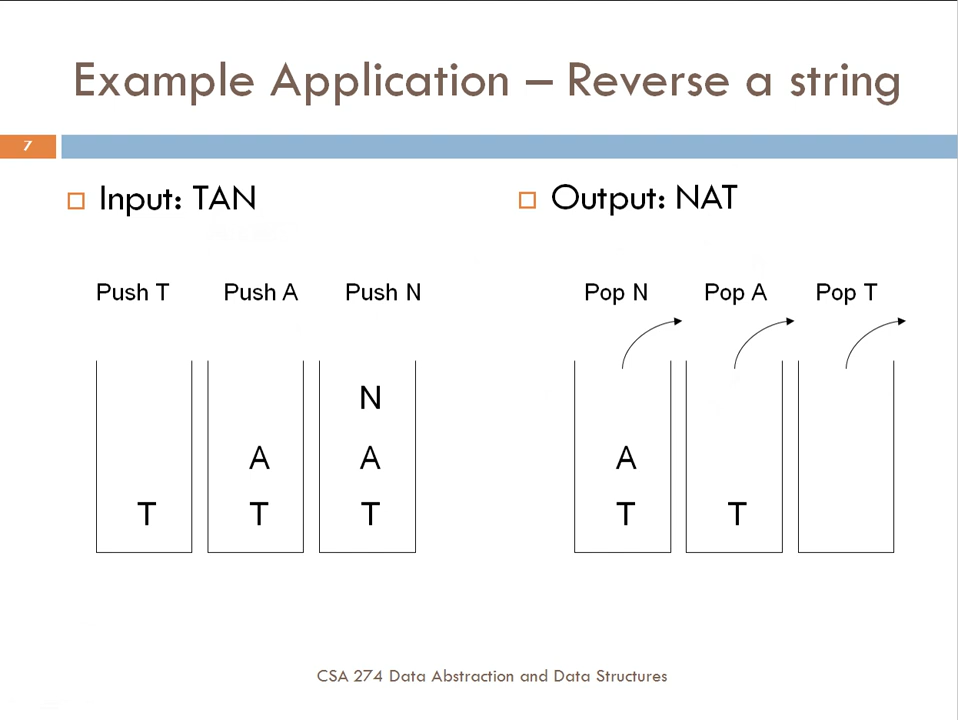 Example Application – Reverse a string
7
Input: TAN
Output: NAT
Push T Push A Push N
Pop N Pop A Pop T
N
A A A
T T T T T
CSA 274 Data Abstraction and Data Structures